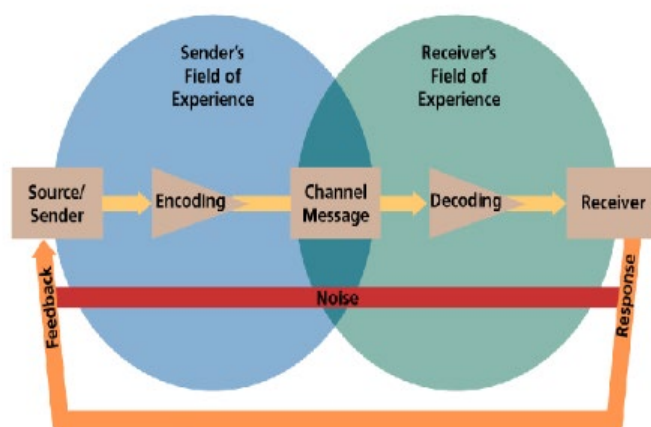 Sender's
Field of
Experience
Receiver's
Field of
Experience
Source/
Sender
Encoding
Channel
Message
Decoding
Receiver
Noise
Feedback
Response